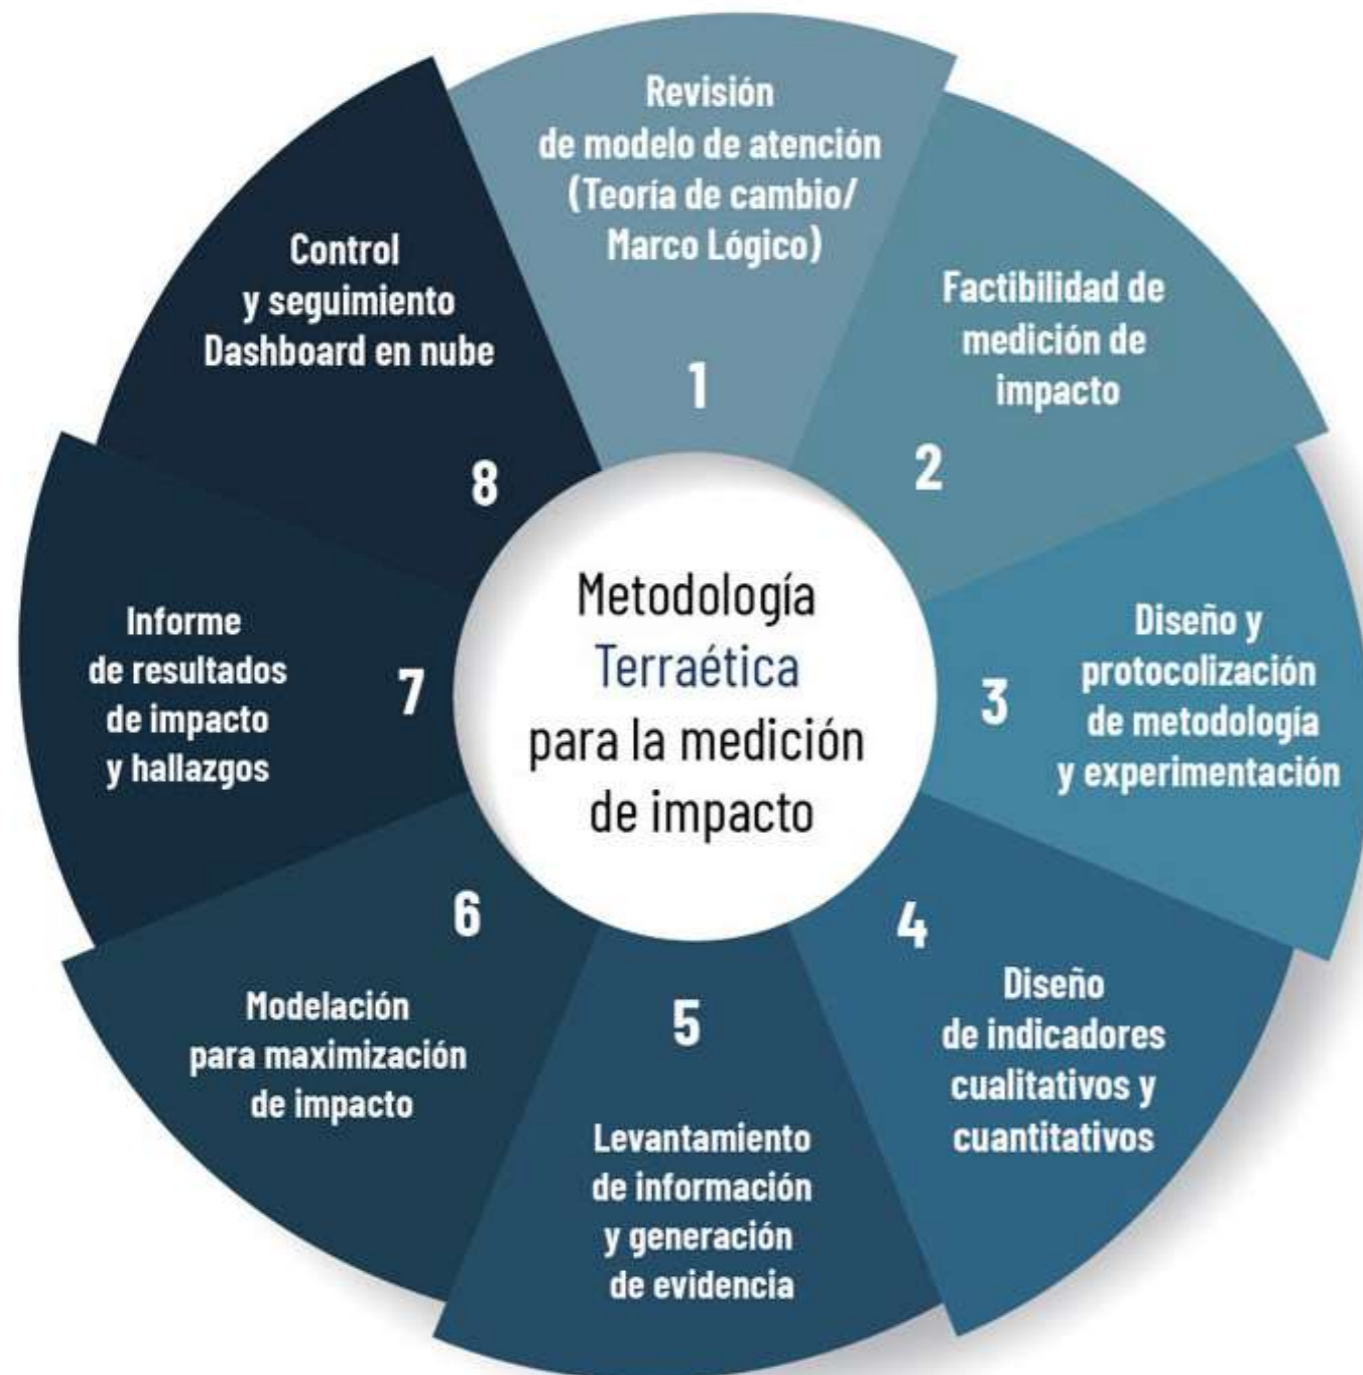 Metodología
Terraética
para la medición
de impacto
Revisión
de modelo de atención
(Teoría de cambio/
Marco Lógico)
1
Factibilidad de
medición de
impacto
2
Diseño y
protocolización
de metodología
y experimentación
3
Diseño
de indicadores
cualitativos y
cuantitativos
4
Levantamiento
de información
y generación
de evidencia
5
Modelación
para maximización
de impacto
6
Informe
de resultados
de impacto
y hallazgos
7
Control
y seguimiento
Dashboard en nube
8